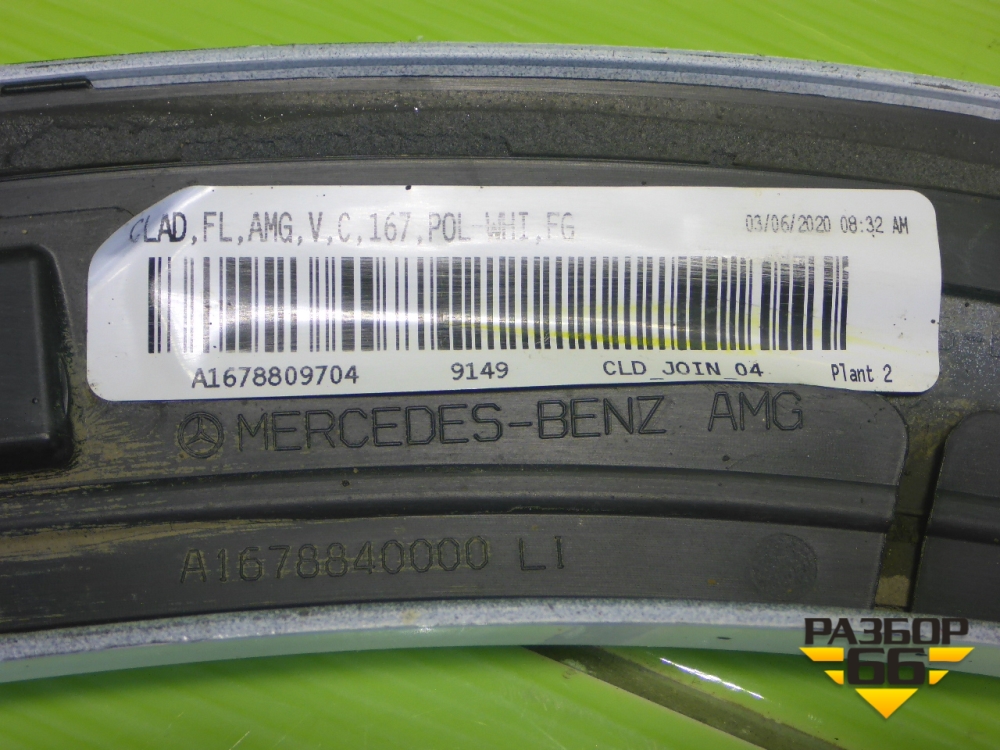 CLAD,FL,AMG,V,C,167,POL-WHI,FG 03/06/2020 08:32 AM
A1678809704 9149 CLD_JOIN_04 Plant 2
MERCEDES-BENZ AMG
A1678840000 LI
РАЗБОР
66